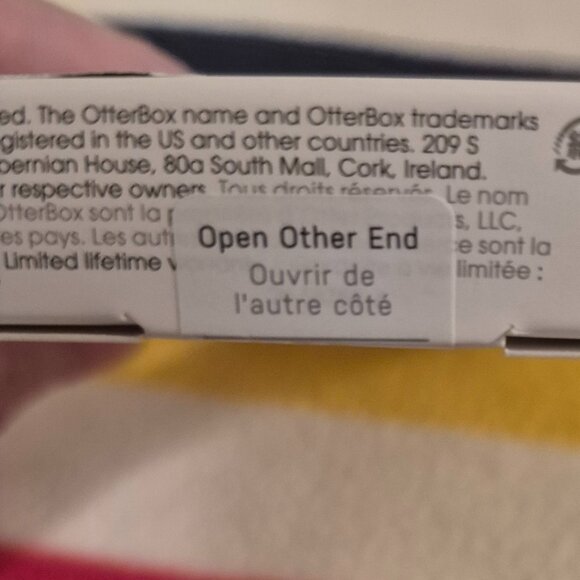 ed. The OtterBox name and OtterBox trademarks
gistered in the US and other countries. 209 S
bernian House, 80a South Mall, Cork, Ireland.
r respective owners. Tous droits réservés. Le nom
OtterBox sont la s, LLC,
es pays. Les aut e sont la
Limited lifetime limitée :
Open Other End
Ouvrir de
l'autre côté